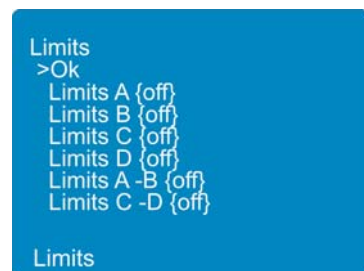 Limits
>Ok
Limits A {off}
Limits B {off}
Limits C {off}
Limits D {off}
Limits A -B {off}
Limits C -D {off}
Limits